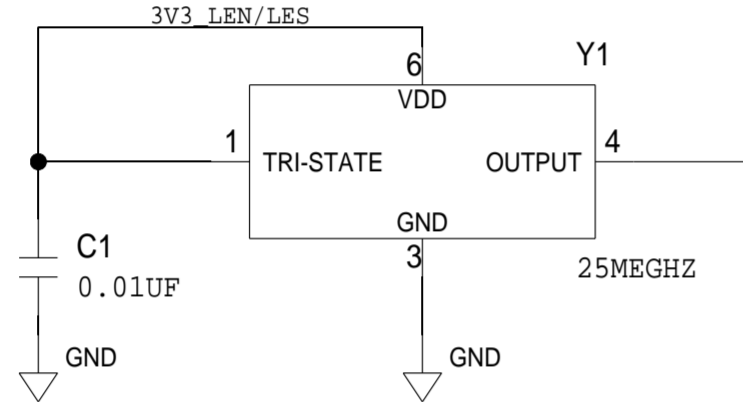 3V3_LEN/LES
6
Y1
VDD
1
4
TRI-STATE
OUTPUT
GND
C1
3
25MEGHZ
0.01UF
GND
GND